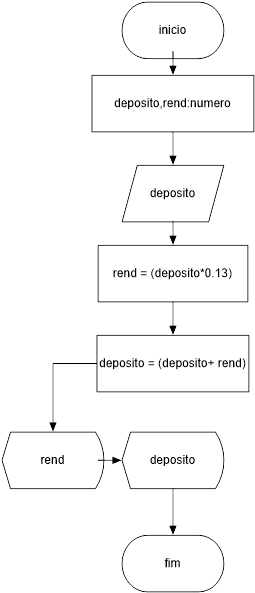 inicio
deposito,rend:numero
deposito
rend = (deposito*0.13)
deposito = (deposito+ rend)
rend
deposito
fim